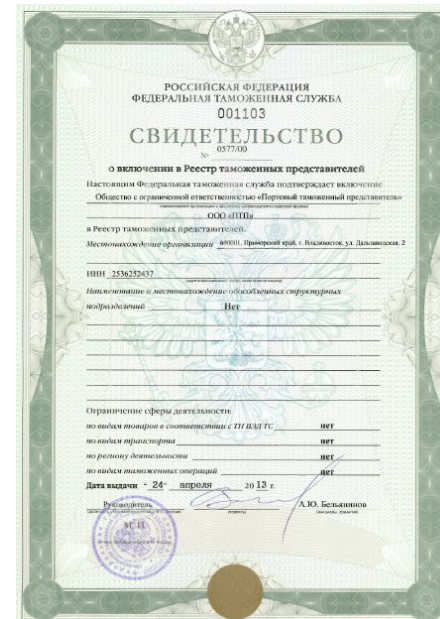 РОССИЙСКАЯ ФЕДЕРАЦИЯ
ФЕДЕРАЛЬНАЯ ТАМОЖЕННАЯ СЛУЖБА
001103
СВИДЕТЕЛЬСТВО
№ 0577/00
о включении в Реестр таможенных представителей
Настоящим Федеральная таможенная служба подтверждает включение
Общество с ограниченной ответственностью «Портовый таможенный представитель»
ООО «ПТП»
в Реестр таможенных представителей.
Местонахождение организации 690001, Приморский край, г. Владивосток, ул. Дальзаводская, 2
ИНН 2536252437
Наименование и местонахождение обособленных структурных
подразделений Нет
Ограничение сферы деятельности:
по видам товаров в соответствии с ТН ВЭД ТС нет
по видам транспорта нет
по региону деятельности нет
по видам таможенных операций нет
Дата выдачи "24" апреля 2013 г.
Руководитель А.Ю. Бельянинов
М.П.